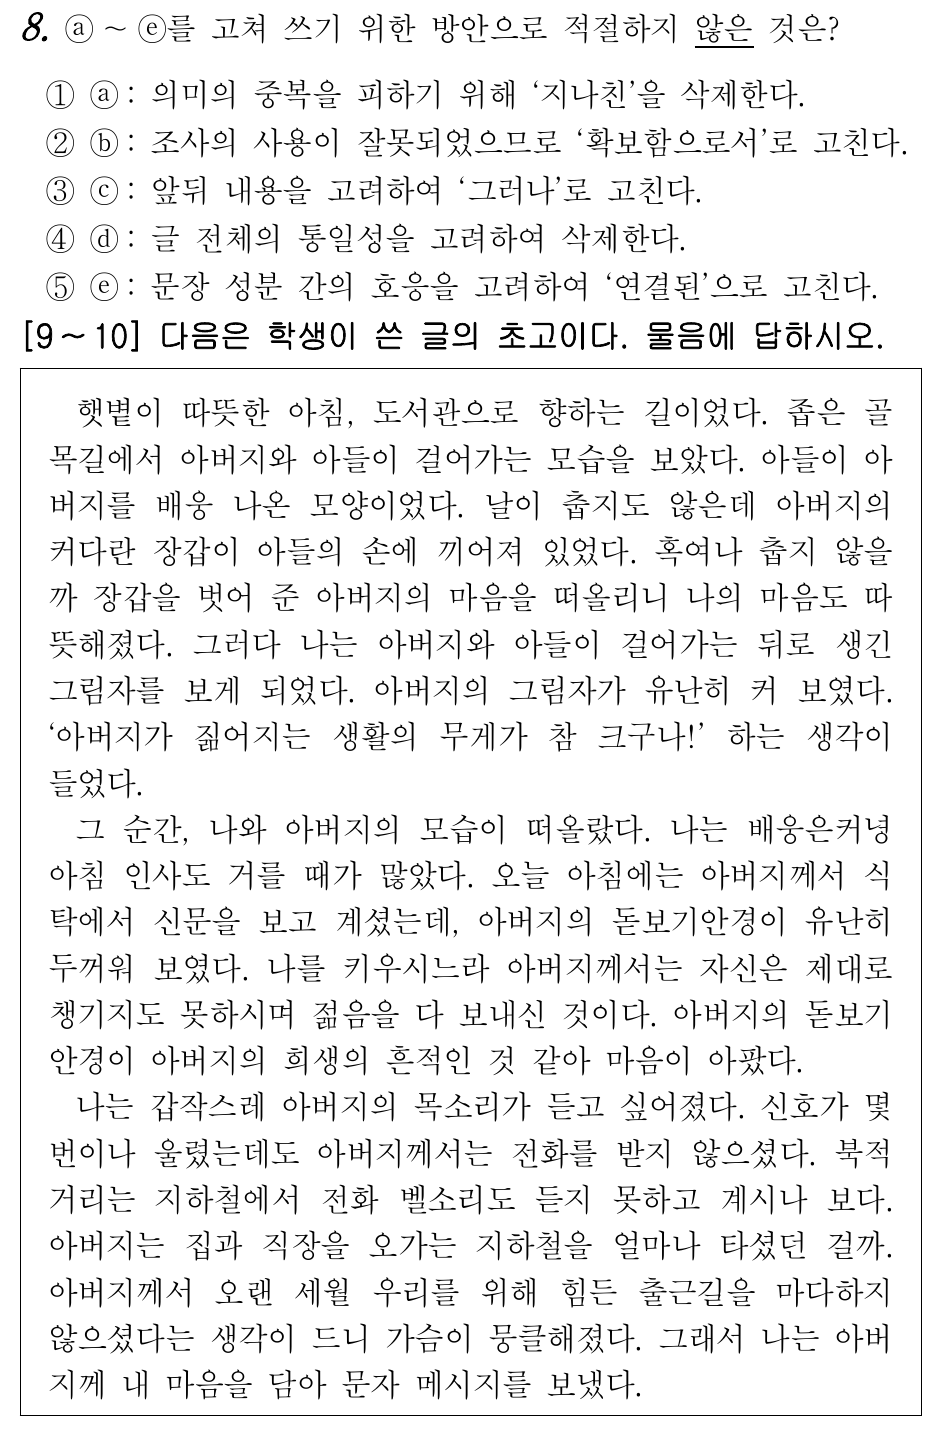 8. ⓐ ~ ⓔ를 고쳐 쓰기 위한 방안으로 적절하지 않은 것은?
① ⓐ : 의미의 중복을 피하기 위해 ‘지나친’을 삭제한다.
② ⓑ : 조사의 사용이 잘못되었으므로 ‘확보함으로서’로 고친다.
③ ⓒ : 앞뒤 내용을 고려하여 ‘그러나’로 고친다.
④ ⓓ : 글 전체의 통일성을 고려하여 삭제한다.
⑤ ⓔ : 문장 성분 간의 호응을 고려하여 ‘연결된’으로 고친다.
[9 ~ 10] 다음은 학생이 쓴 글의 초고이다. 물음에 답하시오.
햇볕이 따뜻한 아침, 도서관으로 향하는 길이었다. 좁은 골
목길에서 아버지와 아들이 걸어가는 모습을 보았다. 아들이 아
버지를 배웅 나온 모양이었다. 날이 춥지도 않은데 아버지의
커다란 장갑이 아들의 손에 끼어져 있었다. 혹여나 춥지 않을
까 장갑을 벗어 준 아버지의 마음을 떠올리니 나의 마음도 따
뜻해졌다. 그러다 나는 아버지와 아들이 걸어가는 뒤로 생긴
그림자를 보게 되었다. 아버지의 그림자가 유난히 커 보였다.
‘아버지가 짊어지는 생활의 무게가 참 크구나!’ 하는 생각이
들었다.
그 순간, 나와 아버지의 모습이 떠올랐다. 나는 배웅은커녕
아침 인사도 거를 때가 많았다. 오늘 아침에는 아버지께서 식
탁에서 신문을 보고 계셨는데, 아버지의 돋보기안경이 유난히
두꺼워 보였다. 나를 키우시느라 아버지께서는 자신은 제대로
챙기지도 못하시며 젊음을 다 보내신 것이다. 아버지의 돋보기
안경이 아버지의 희생의 흔적인 것 같아 마음이 아팠다.
나는 갑작스레 아버지의 목소리가 듣고 싶어졌다. 신호가 몇
번이나 울렸는데도 아버지께서는 전화를 받지 않으셨다. 북적
거리는 지하철에서 전화 벨소리도 듣지 못하고 계시나 보다.
아버지는 집과 직장을 오가는 지하철을 얼마나 타셨던 걸까.
아버지께서 오랜 세월 우리를 위해 힘든 출근길을 마다하지
않으셨다는 생각이 드니 가슴이 뭉클해졌다. 그래서 나는 아버
지께 내 마음을 담아 문자 메시지를 보냈다.